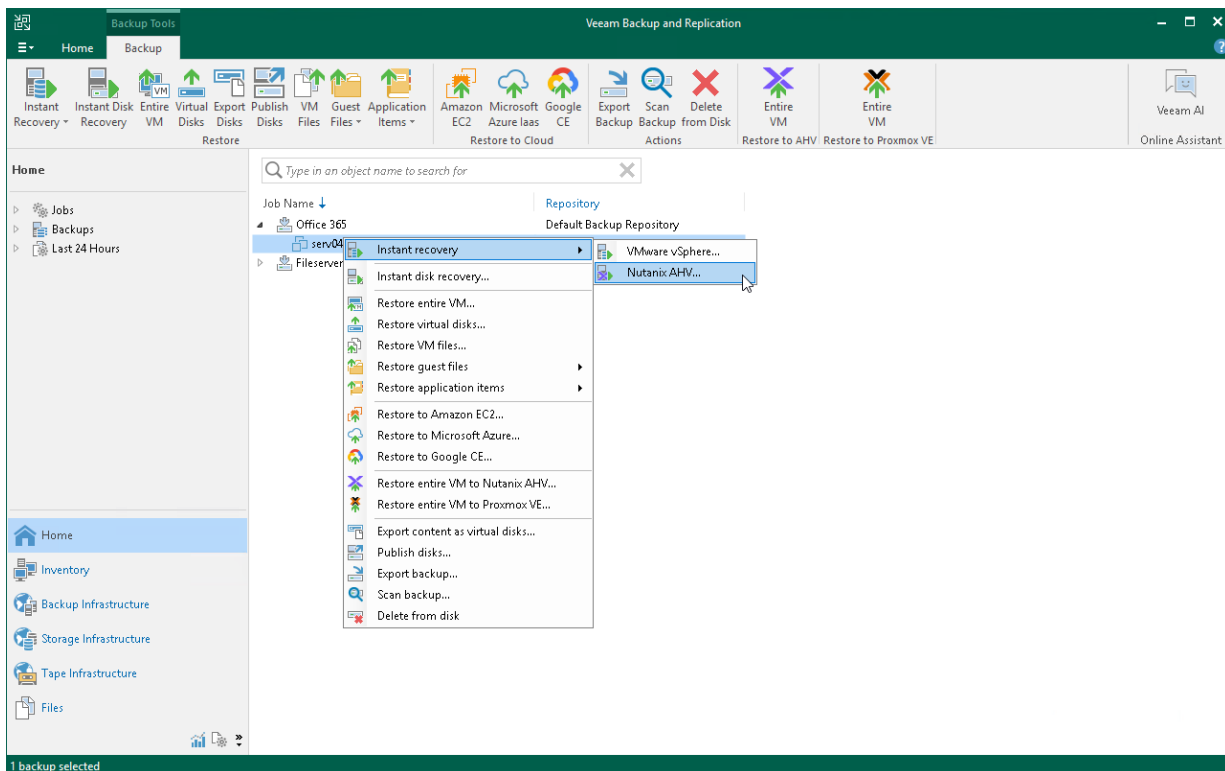 Backup Tools
Veeam Backup and Replication
Home Backup
Instant Recovery
Instant Disk Recovery
Entire VM
Virtual Disks
Export Disks
Publish Disks
VM Files
Guest Files
Application Items
Amazon EC2
Microsoft Azure Iaas
Google CE
Export Backup
Scan Backup
Delete from Disk
Entire VM
Entire VM
Veeam AI
Restore
Restore to Cloud
Actions
Restore to AHV
Restore to Proxmox VE
Online Assistant
Home
Jobs
Backups
Last 24 Hours
Home
Inventory
Backup Infrastructure
Storage Infrastructure
Tape Infrastructure
Files
Type in an object name to search for
Job Name Repository
Office 365 Default Backup Repository
serv04
Fileserver
Instant recovery
Instant disk recovery...
Restore entire VM...
Restore virtual disks...
Restore VM files...
Restore guest files
Restore application items
Restore to Amazon EC2...
Restore to Microsoft Azure...
Restore to Google CE...
Restore entire VM to Nutanix AHV...
Restore entire VM to Proxmox VE...
Export content as virtual disks...
Publish disks...
Export backup...
Scan backup...
Delete from disk
VMware vSphere...
Nutanix AHV...
1 backup selected